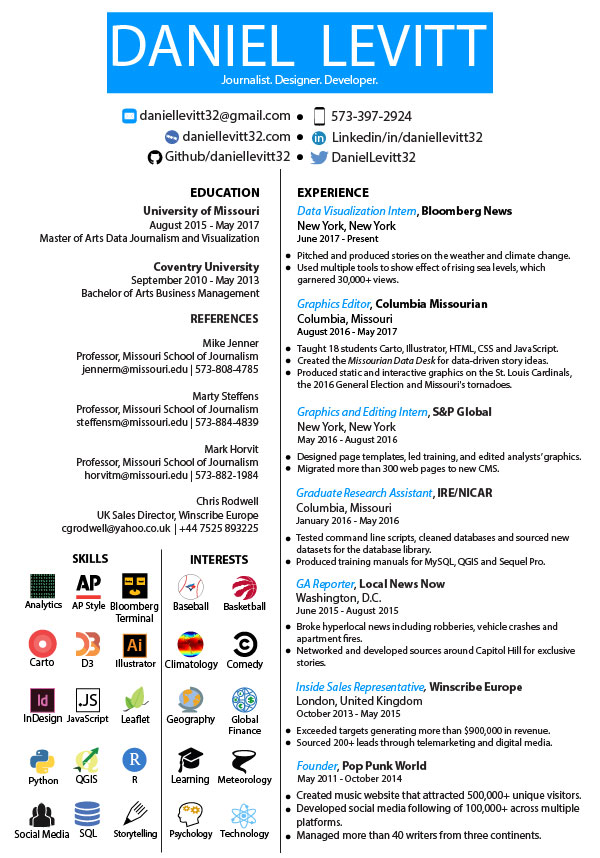 DANIEL LEVITT
Journalist. Designer. Developer.
daniellevitt32@gmail.com ● 573-397-2924
daniellevitt32.com ● Linkedin/in/daniellevitt32
Github/daniellevitt32 ● DanielLevitt32
EDUCATION
University of Missouri
August 2015 - May 2017
Master of Arts Data Journalism and Visualization
Coventry University
September 2010 - May 2013
Bachelor of Arts Business Management
REFERENCES
Mike Jenner
Professor, Missouri School of Journalism
jennerm@missouri.edu | 573-808-4785
Marty Steffens
Professor, Missouri School of Journalism
steffensm@missouri.edu | 573-884-4839
Mark Horvit
Professor, Missouri School of Journalism
horvitm@missouri.edu | 573-882-1984
Chris Rodwell
UK Sales Director, Winscribe Europe
cgrodwell@yahoo.co.uk | +44 7525 893225
SKILLS
AP
Analytics AP Style Bloomberg
Terminal
Ai
Carto D3 Illustrator
Id .JS
InDesign JavaScript Leaflet
R
Python QGIS R
Social Media SQL Storytelling
INTERESTS
Baseball Basketball
Climatology Comedy
Geography Global
Finance
Learning Meteorology
Psychology Technology
EXPERIENCE
Data Visualization Intern, Bloomberg News
New York, New York
June 2017 - Present
● Pitched and produced stories on the weather and climate change.
● Used multiple tools to show effect of rising sea levels, which
garnered 30,000+ views.
Graphics Editor, Columbia Missourian
Columbia, Missouri
August 2016 - May 2017
● Taught 18 students Carto, Illustrator, HTML, CSS and JavaScript.
● Created the Missourian Data Desk for data-driven story ideas.
● Produced static and interactive graphics on the St. Louis Cardinals,
the 2016 General Election and Missouri's tornadoes.
Graphics and Editing Intern, S&P Global
New York, New York
May 2016 - August 2016
● Designed page templates, led training, and edited analysts' graphics.
● Migrated more than 300 web pages to new CMS.
Graduate Research Assistant, IRE/NICAR
Columbia, Missouri
January 2016 - May 2016
● Tested command line scripts, cleaned databases and sourced new
datasets for the database library.
● Produced training manuals for MySQL, QGIS and Sequel Pro.
GA Reporter, Local News Now
Washington, D.C.
June 2015 - August 2015
● Broke hyperlocal news including robberies, vehicle crashes and
apartment fires.
● Networked and developed sources around Capitol Hill for exclusive
stories.
Inside Sales Representative, Winscribe Europe
London, United Kingdom
October 2013 - May 2015
● Exceeded targets generating more than $900,000 in revenue.
● Sourced 200+ leads through telemarketing and digital media.
Founder, Pop Punk World
May 2011 - October 2014
● Created music website that attracted 500,000+ unique visitors.
● Developed social media following of 100,000+ across multiple
platforms.
● Managed more than 40 writers from three continents.